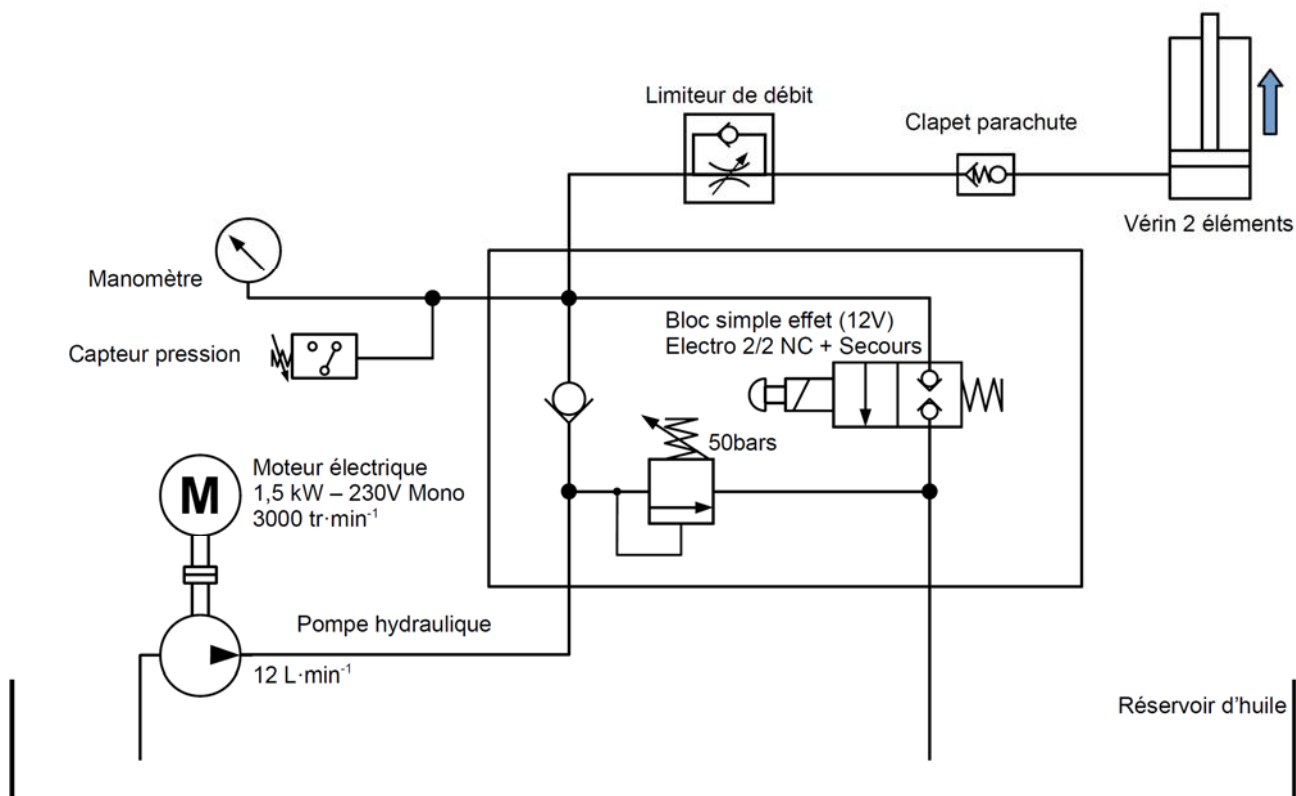 Limiteur de débit
Clapet parachute
Vérin 2 éléments
Manomètre
Capteur pression
Bloc simple effet (12V)
Electro 2/2 NC + Secours
50bars
M
Moteur électrique
1,5 kW – 230V Mono
3000 tr·min⁻¹
Pompe hydraulique
12 L·min⁻¹
Réservoir d’huile